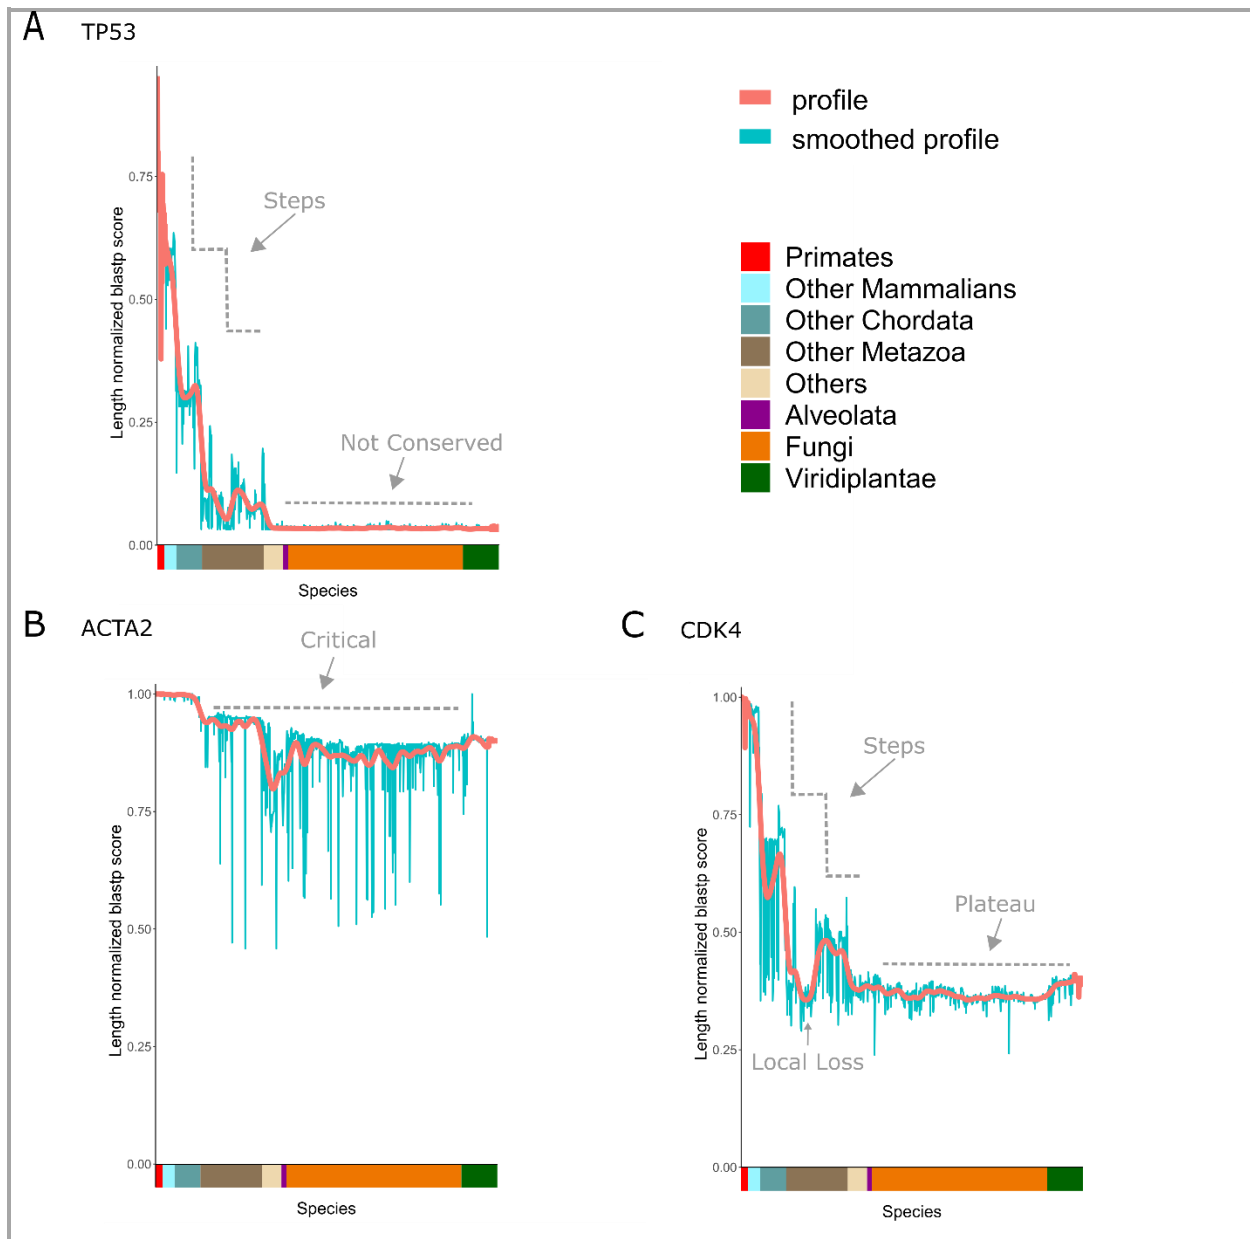 A TP53
profile
smoothed profile
Primates
Other Mammalians
Other Chordata
Other Metazoa
Others
Alveolata
Fungi
Viridiplantae
Length normalized blastp score
0.75
0.50
0.25
0.00
Steps
Not Conserved
Species
B ACTA2
Critical
Length normalized blastp score
1.00
0.75
0.50
0.25
0.00
Species
C CDK4
Length normalized blastp score
1.00
0.75
0.50
0.25
0.00
Steps
Plateau
Local Loss
Species